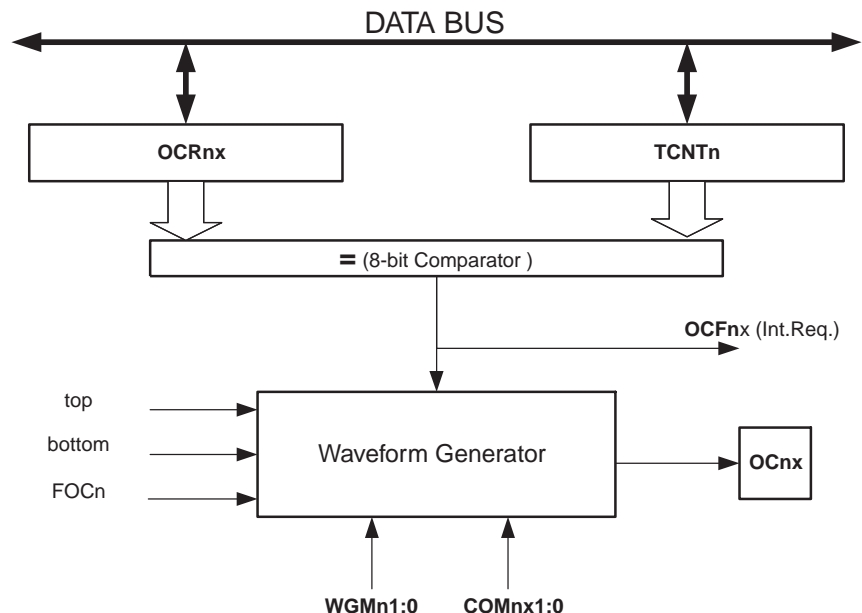 DATA BUS
OCRnx
TCNTn
= (8-bit Comparator )
OCFnx (Int.Req.)
top
bottom
FOCn
Waveform Generator
OCnx
WGMn1:0
COMnx1:0